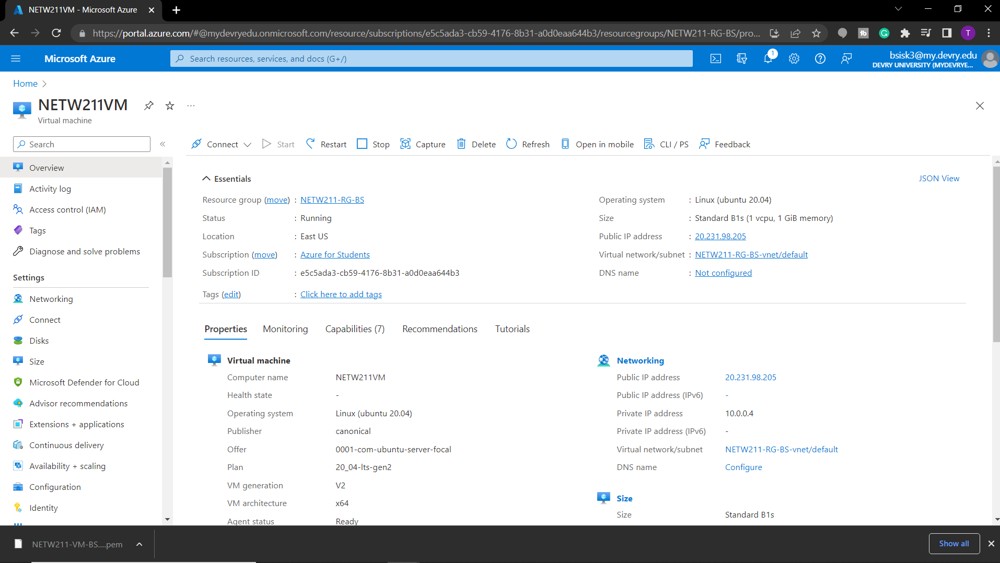 NETW211VM - Microsoft Azure
https://portal.azure.com/#@mydevryedu.onmicrosoft.com/resource/subscriptions/e5c5ada3-cb59-4176-8b31-a0d0eaa644b3/resourcegroups/NETW211-RG-BS/pro...
tb
G
T
Microsoft Azure
Search resources, services, and docs (G+/)
1
bsisk3@my.devry.edu
DEVRY UNIVERSITY (MYDEVRYE...
Home
NETW211VM
Virtual machine
Search
Connect Start Restart Stop Capture Delete Refresh Open in mobile CLI / PS Feedback
Overview
Activity log
Access control (IAM)
Tags
Diagnose and solve problems
Settings
Networking
Connect
Disks
Size
Microsoft Defender for Cloud
Advisor recommendations
Extensions + applications
Continuous delivery
Availability + scaling
Configuration
Identity
Essentials
JSON View
Resource group (move) : NETW211-RG-BS
Status : Running
Location : East US
Subscription (move) : Azure for Students
Subscription ID : e5c5ada3-cb59-4176-8b31-a0d0eaa644b3
Tags (edit) : Click here to add tags
Operating system : Linux (ubuntu 20.04)
Size : Standard B1s (1 vcpu, 1 GiB memory)
Public IP address : 20.231.98.205
Virtual network/subnet : NETW211-RG-BS-vnet/default
DNS name : Not configured
Properties Monitoring Capabilities (7) Recommendations Tutorials
Virtual machine
Computer name NETW211VM
Health state -
Operating system Linux (ubuntu 20.04)
Publisher canonical
Offer 0001-com-ubuntu-server-focal
Plan 20_04-lts-gen2
VM generation V2
VM architecture x64
Agent status Ready
Networking
Public IP address 20.231.98.205
Public IP address (IPv6) -
Private IP address 10.0.0.4
Private IP address (IPv6) -
Virtual network/subnet NETW211-RG-BS-vnet/default
DNS name Configure
Size
Size Standard B1s
NETW211-VM-BS....pem
Show all